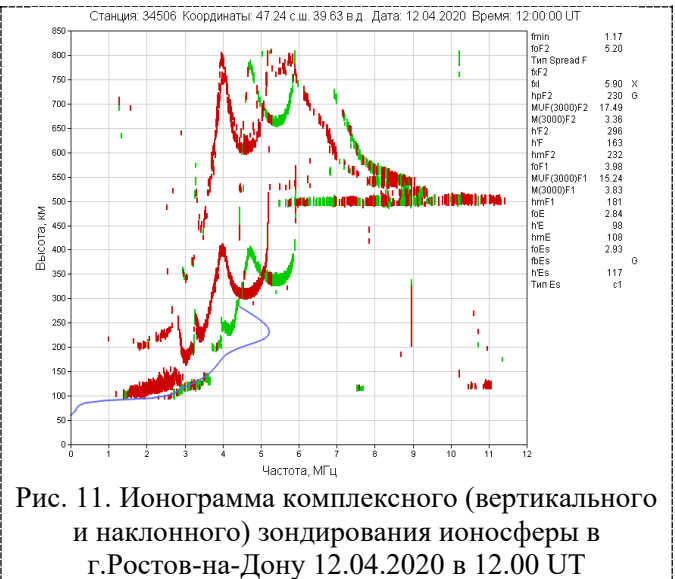 Станция: 34506 Координаты: 47.24 с.ш. 39.63 в.д. Дата: 12.04.2020 Время: 12:00:00 UT
850
800
750
700
650
600
550
500
450
400
350
300
250
200
150
100
50
0
Высота, км
0 1 2 3 4 5 6 7 8 9 10 11 12
Частота, МГц
fmin 1.17
foF2 5.20
Тип Spread F
fxF2
fxI 5.90 X
hpF2 230 G
MUF(3000)F2 17.49
M(3000)F2 3.36
h'F2 296
h'F 163
hmF2 232
foF1 3.98
MUF(3000)F1 15.24
M(3000)F1 3.83
hmF1 181
foE 2.84
h'E 98
hmE 108
foEs 2.93
fbEs G
h'Es 117
Тип Es c1
Рис. 11. Ионограмма комплексного (вертикального
и наклонного) зондирования ионосферы в
г.Ростов-на-Дону 12.04.2020 в 12.00 UT